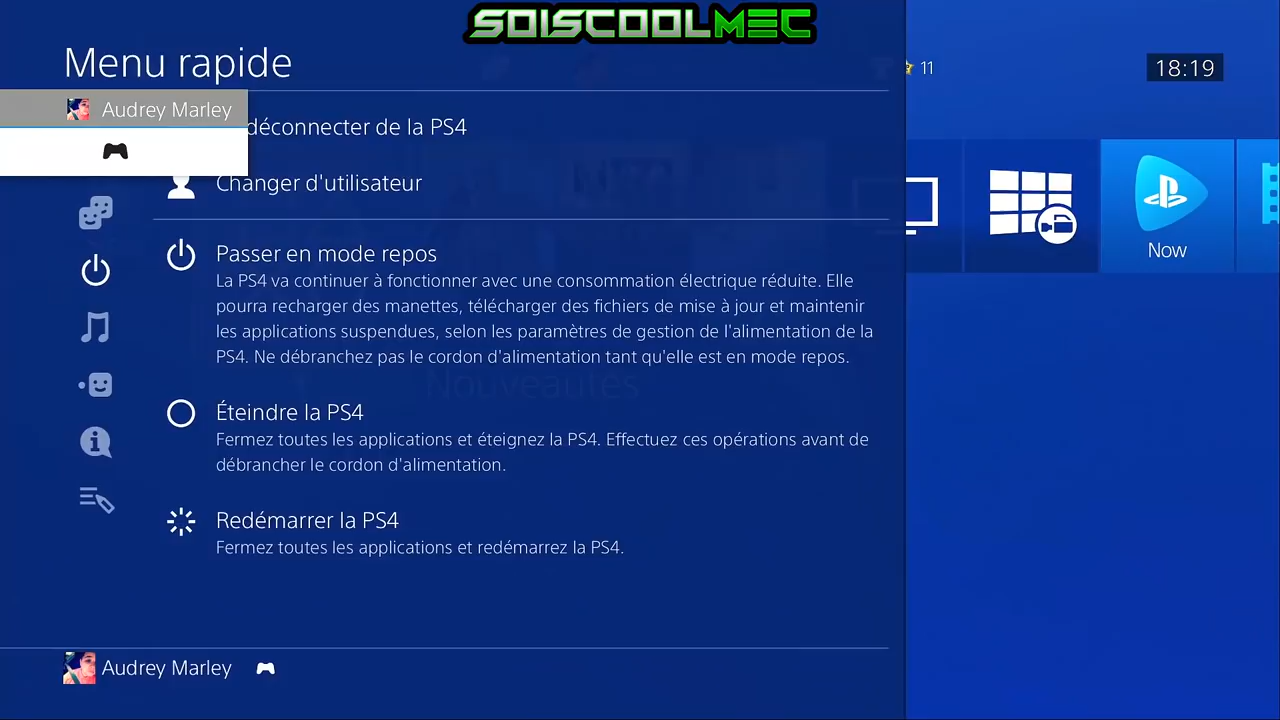 SOISCOOLMEC
Menu rapide
11
18:19
Audrey Marley
déconnecter de la PS4
Changer d'utilisateur
Now
Passer en mode repos
La PS4 va continuer à fonctionner avec une consommation électrique réduite. Elle
pourra recharger des manettes, télécharger des fichiers de mise à jour et maintenir
les applications suspendues, selon les paramètres de gestion de l'alimentation de la
PS4. Ne débranchez pas le cordon d'alimentation tant qu'elle est en mode repos.
Nouveautés
Éteindre la PS4
Fermez toutes les applications et éteignez la PS4. Effectuez ces opérations avant de
débrancher le cordon d'alimentation.
Redémarrer la PS4
Fermez toutes les applications et redémarrez la PS4.
Audrey Marley